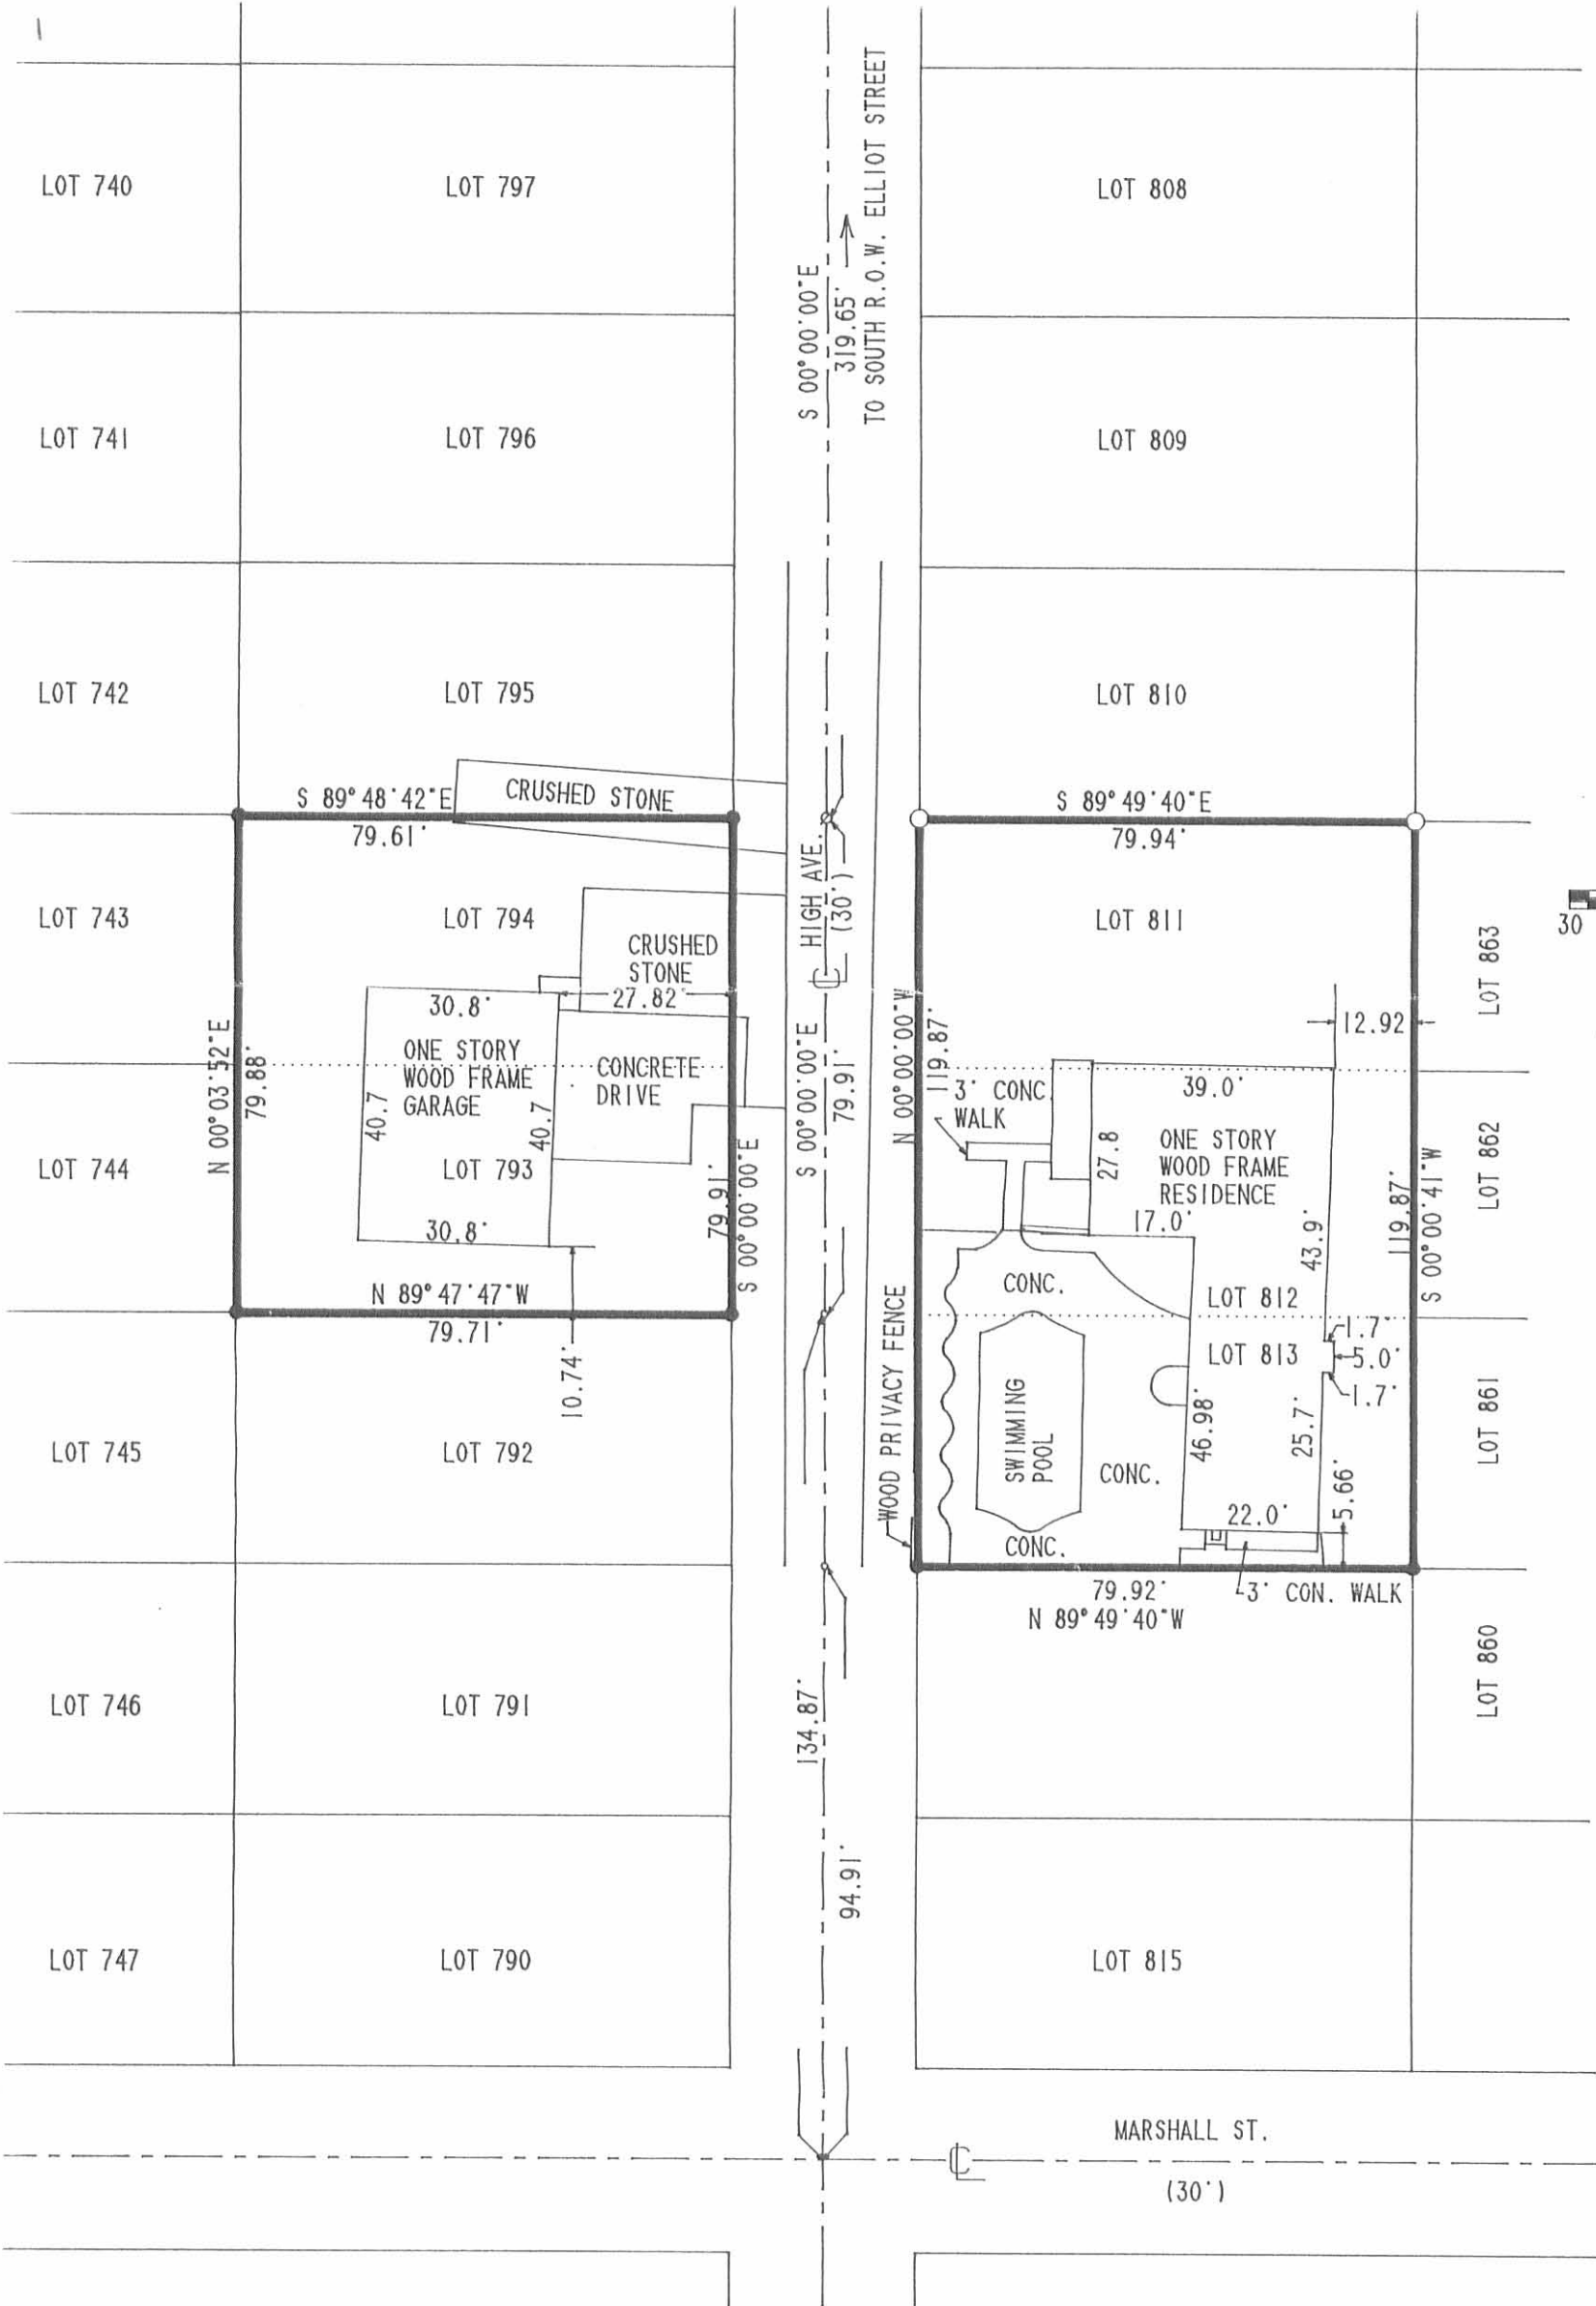 LOT 740
LOT 797
LOT 808
S 00°00'00"E
319.65'
TO SOUTH R.O.W. ELLIOT STREET
LOT 741
LOT 796
LOT 809
LOT 742
LOT 795
LOT 810
S 89°48'42"E
79.61'
CRUSHED STONE
S 89°49'40"E
79.94'
LOT 743
LOT 794
CRUSHED
STONE
27.82'
HIGH AVE.
(30')
LOT 811
LOT 863
30
30.8'
ONE STORY
WOOD FRAME
GARAGE
CONCRETE
DRIVE
40.7
40.7
N 00°03'52"E
79.88'
S 00°00'00"E
79.91'
N 00°00'00"W
119.87'
12.92
3' CONC
WALK
39.0'
27.8
ONE STORY
WOOD FRAME
RESIDENCE
LOT 862
LOT 744
LOT 793
30.8'
79.91'
S 00°00'00"E
17.0'
43.9'
119.87'
S 00°00'41"W
N 89°47'47"W
79.71'
10.74'
CONC.
LOT 812
LOT 813
1.7'
5.0'
1.7'
WOOD PRIVACY FENCE
SWIMMING
POOL
46.98'
25.7'
LOT 861
LOT 745
LOT 792
CONC.
5.66'
22.0'
CONC.
79.92'
N 89°49'40"W
3' CON. WALK
LOT 860
LOT 746
LOT 791
134.87'
94.91'
LOT 747
LOT 790
LOT 815
MARSHALL ST.
CL
(30')